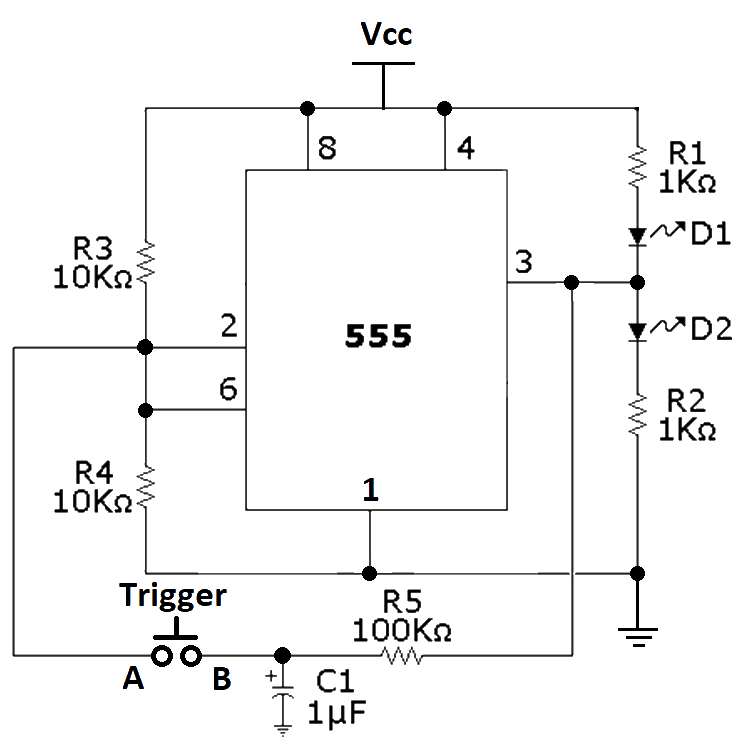 Vcc
8
4
R1
1KΩ
D1
R3
10KΩ
3
2
555
D2
6
R2
1KΩ
R4
10KΩ
1
Trigger
R5
100KΩ
A
B
+
C1
1µF